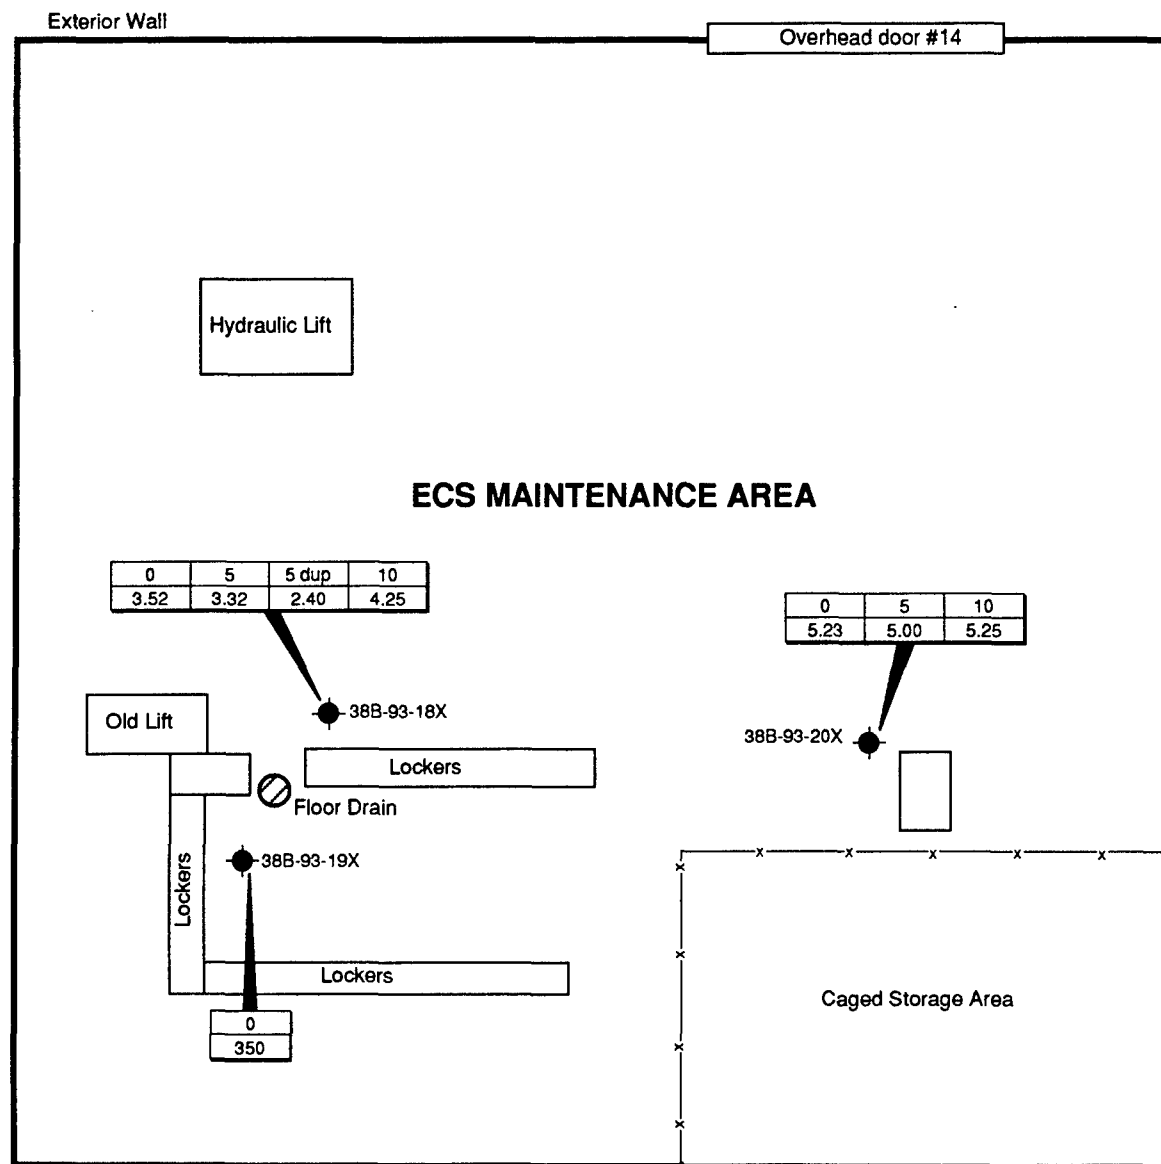 Exterior Wall
Overhead door #14
Hydraulic Lift
ECS MAINTENANCE AREA
0 5 5 dup 10
3.52 3.32 2.40 4.25
0 5 10
5.23 5.00 5.25
Old Lift
38B-93-18X
38B-93-20X
Lockers
Floor Drain
38B-93-19X
Lockers
Lockers
Caged Storage Area
0
350